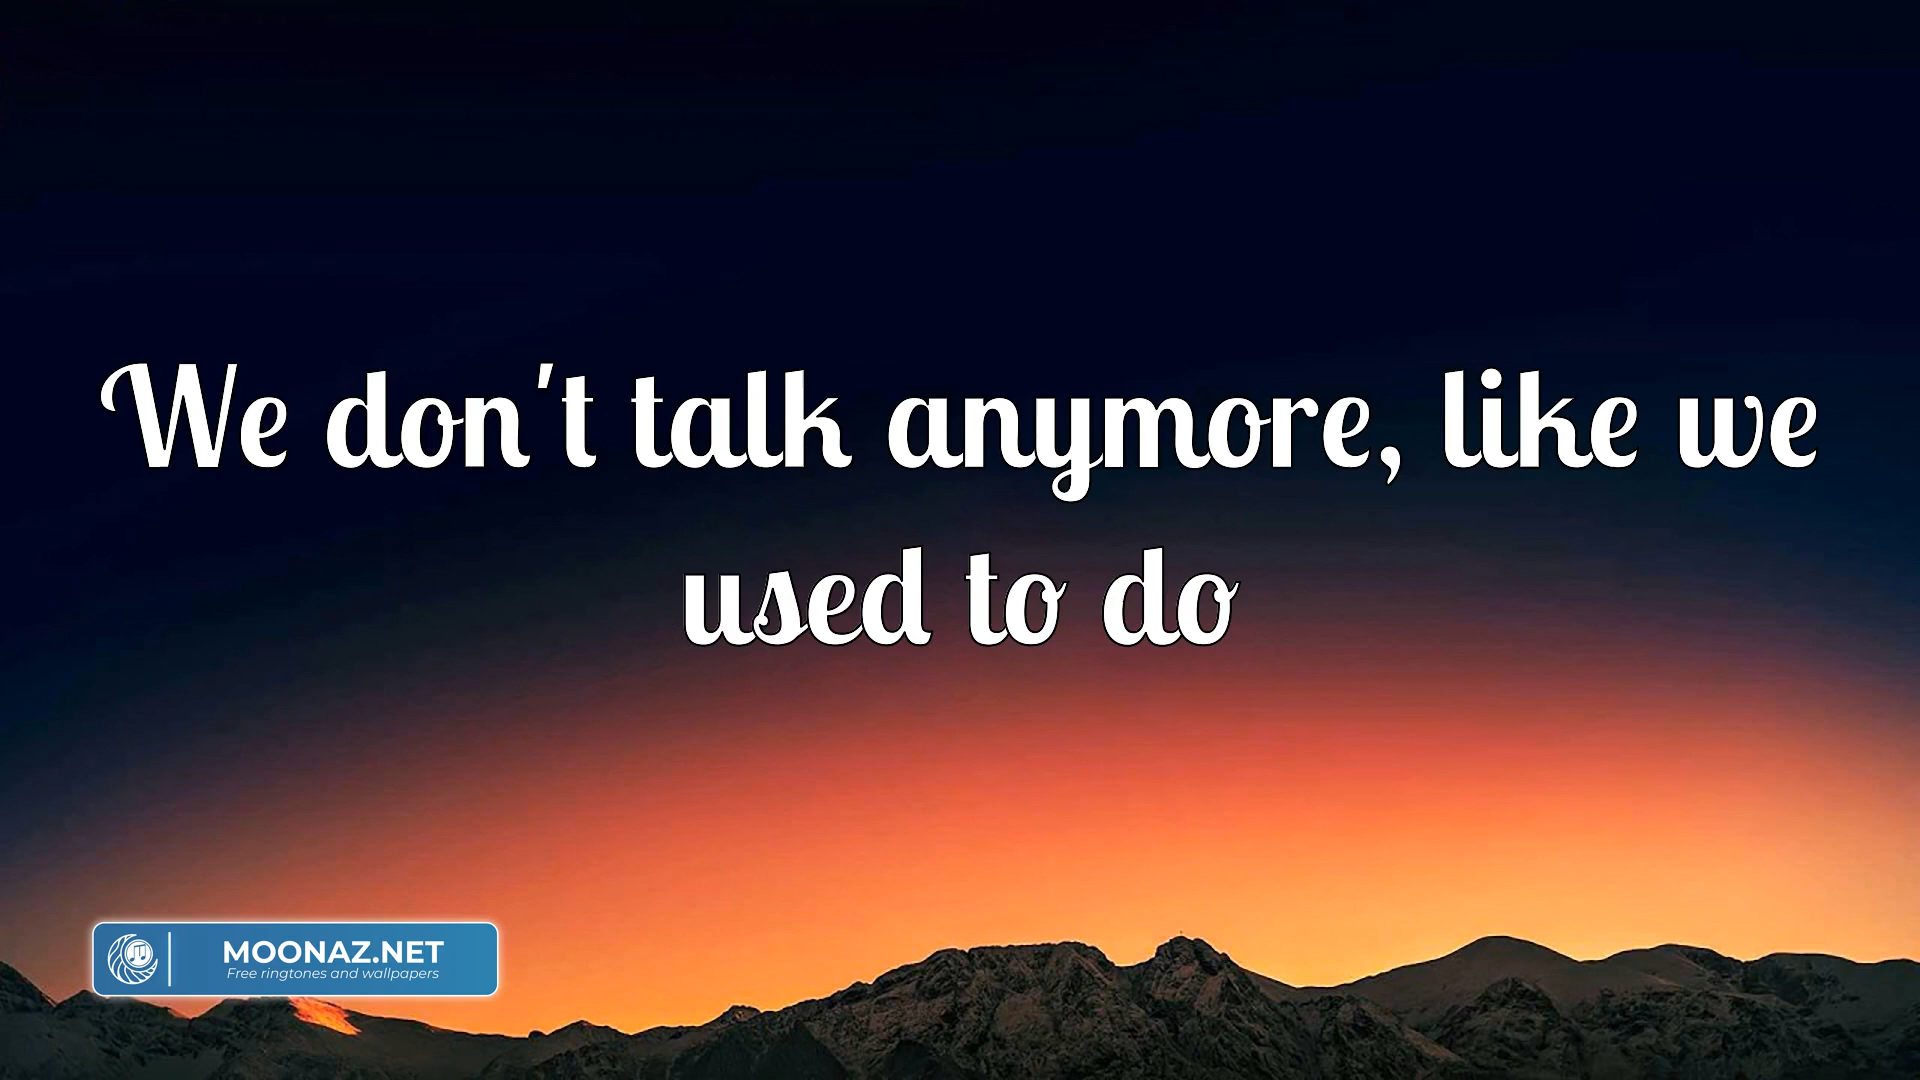 We don't talk anymore, like we
used to do
MOONAZ.NET
Free ringtones and wallpapers